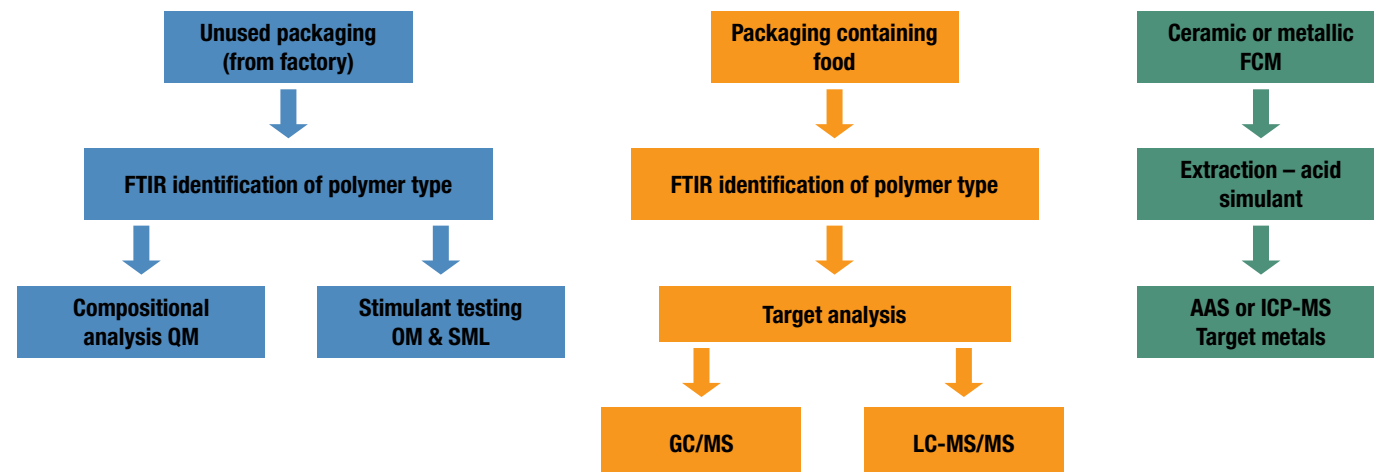 Unused packaging
(from factory)
FTIR identification of polymer type
Compositional
analysis QM
Stimulant testing
OM & SML
Packaging containing
food
FTIR identification of polymer type
Target analysis
GC/MS
LC-MS/MS
Ceramic or metallic
FCM
Extraction – acid
simulant
AAS or ICP-MS
Target metals